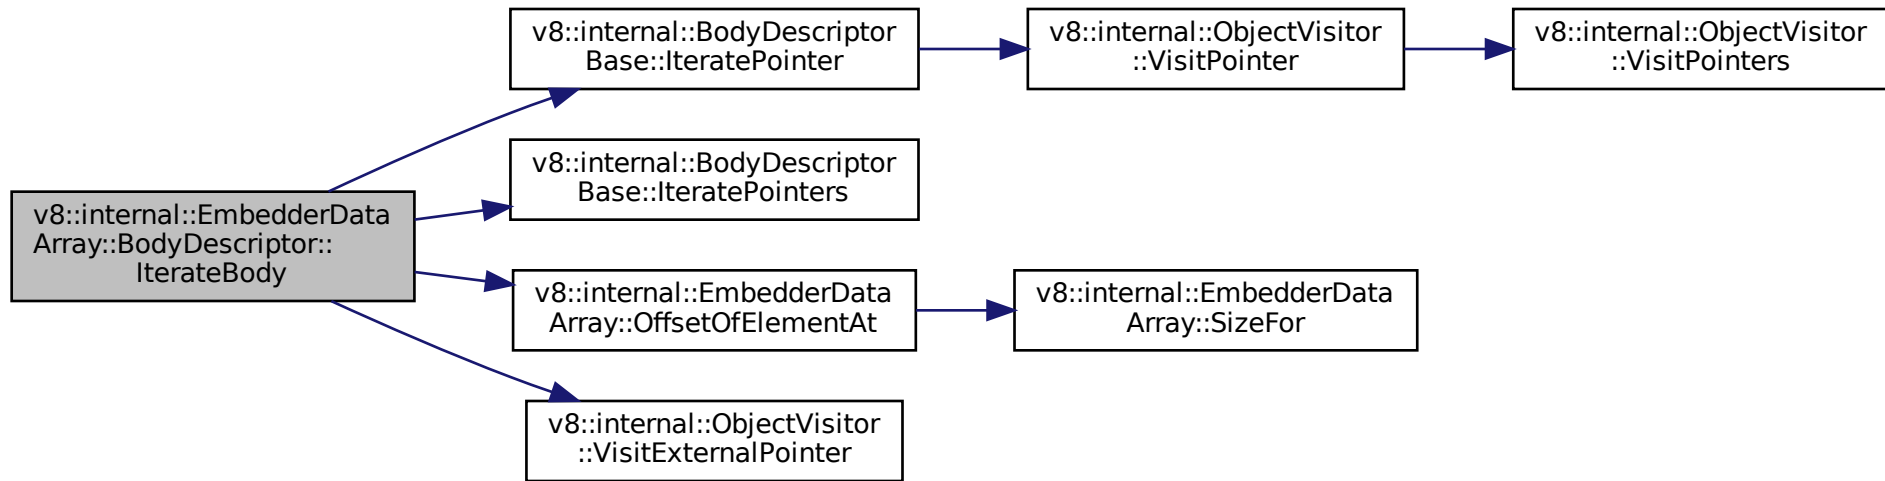 v8::internal::EmbedderData
Array::BodyDescriptor::
IterateBody
v8::internal::BodyDescriptor
Base::IteratePointer
v8::internal::ObjectVisitor
::VisitPointer
v8::internal::ObjectVisitor
::VisitPointers
v8::internal::BodyDescriptor
Base::IteratePointers
v8::internal::EmbedderData
Array::OffsetOfElementAt
v8::internal::EmbedderData
Array::SizeFor
v8::internal::ObjectVisitor
::VisitExternalPointer